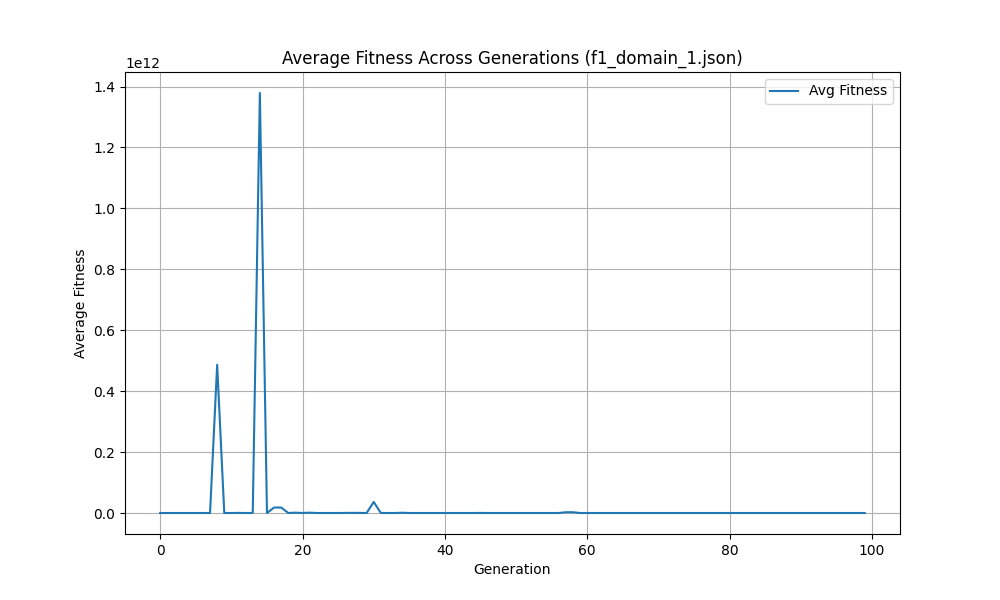 Average Fitness Across Generations (f1_domain_1.json)
1e12
Avg Fitness
1.4
1.2
1.0
0.8
0.6
0.4
0.2
0.0
Average Fitness
0 20 40 60 80 100
Generation